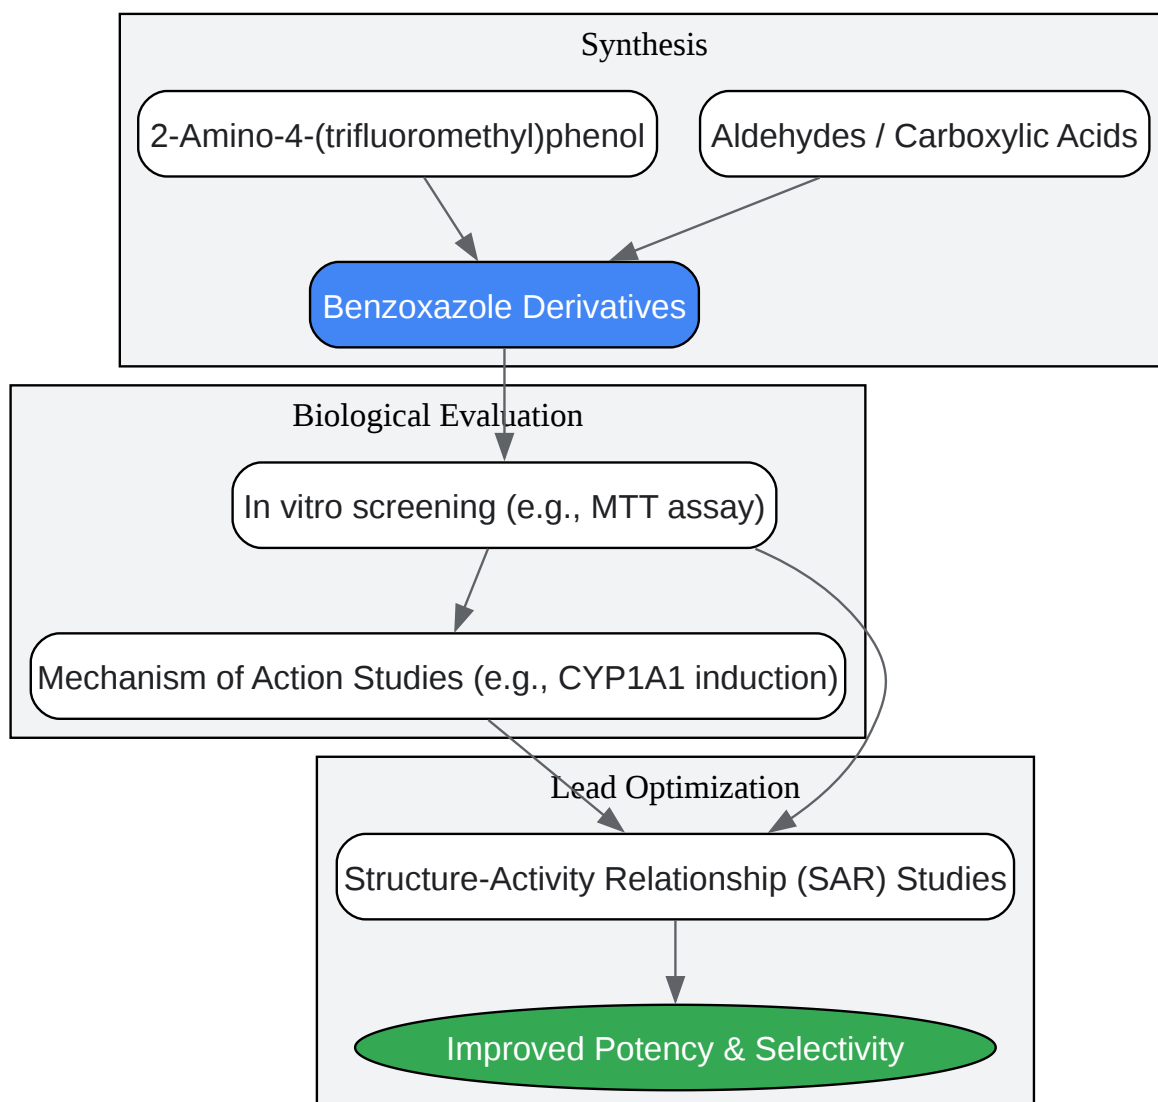 Synthesis
2-Amino-4-(trifluoromethyl)phenol
Aldehydes / Carboxylic Acids
Benzoxazole Derivatives
Biological Evaluation
In vitro screening (e.g., MTT assay)
Mechanism of Action Studies (e.g., CYP1A1 induction)
Lead Optimization
Structure-Activity Relationship (SAR) Studies
Improved Potency & Selectivity